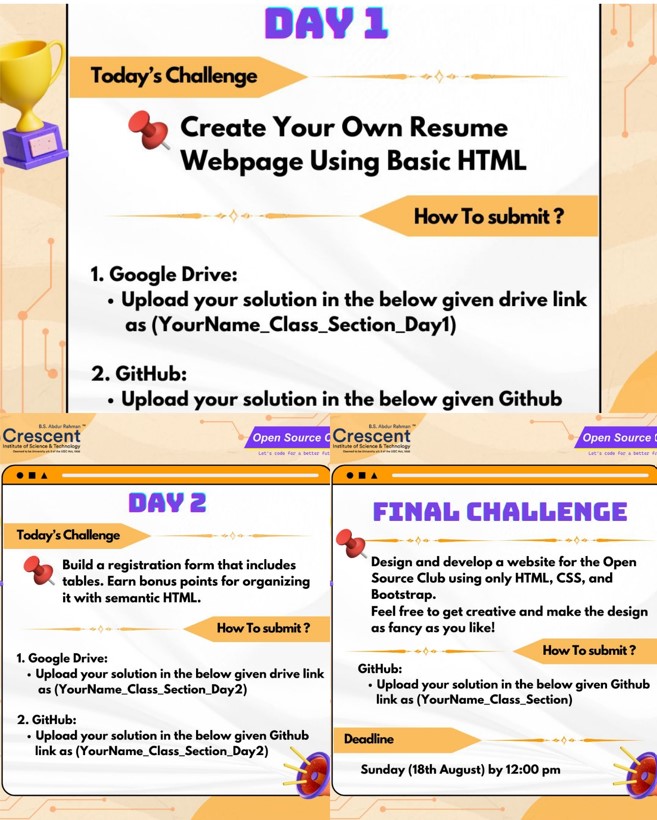 DAY 1
Today's Challenge
Create Your Own Resume
Webpage Using Basic HTML
How To submit ?
1. Google Drive:
• Upload your solution in the below given drive link
as (YourName_Class_Section_Day1)
2. GitHub:
• Upload your solution in the below given Github
B.S. Abdur Rahman
Crescent
Institute of Science & Technology
Open Source C
Let's code for a better Fu
DAY 2
Today's Challenge
Build a registration form that includes
tables. Earn bonus points for organizing
it with semantic HTML.
How To submit ?
1. Google Drive:
• Upload your solution in the below given drive link
as (YourName_Class_Section_Day2)
2. GitHub:
• Upload your solution in the below given Github
link as (YourName_Class_Section_Day2)
B.S. Abdur Rahman
Crescent
Institute of Science & Technology
Open Source C
Let's code for a better Fu
FINAL CHALLENGE
Design and develop a website for the Open
Source Club using only HTML, CSS, and
Bootstrap.
Feel free to get creative and make the design
as fancy as you like!
How To submit ?
GitHub:
• Upload your solution in the below given Github
link as (YourName_Class_Section)
Deadline
Sunday (18th August) by 12:00 pm